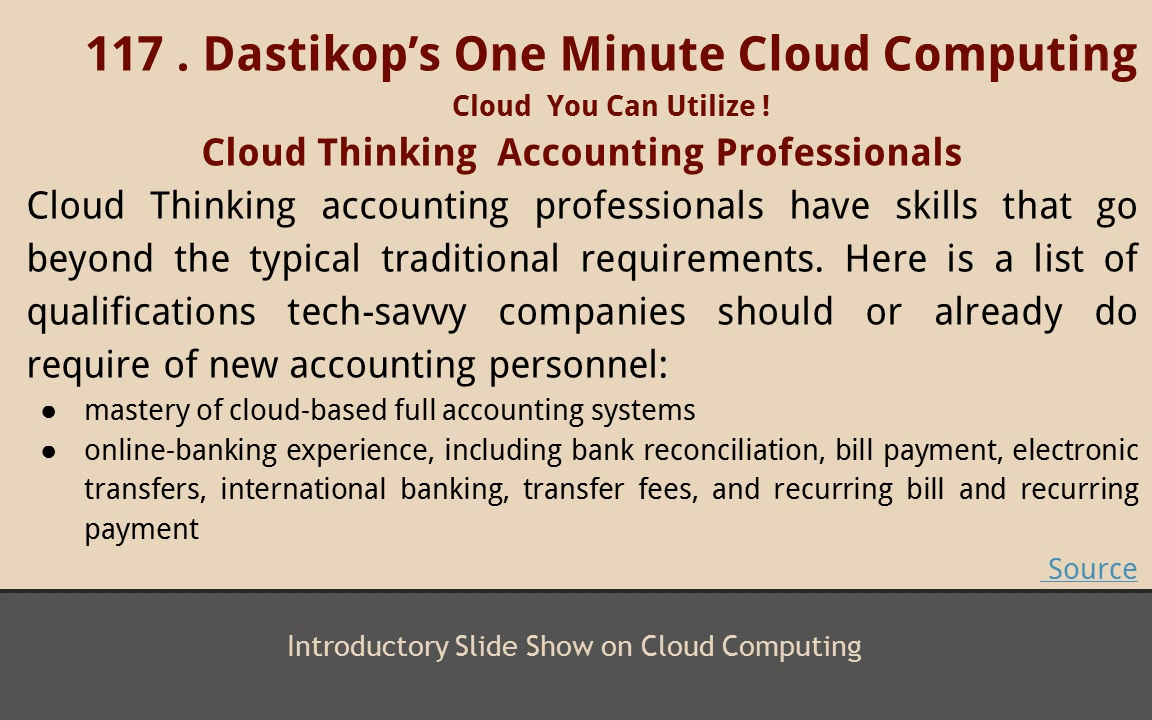 117 . Dastikop’s One Minute Cloud Computing
Cloud You Can Utilize !
Cloud Thinking Accounting Professionals
Cloud Thinking accounting professionals have skills that go
beyond the typical traditional requirements. Here is a list of
qualifications tech-savvy companies should or already do
require of new accounting personnel:
● mastery of cloud-based full accounting systems
● online-banking experience, including bank reconciliation, bill payment, electronic
transfers, international banking, transfer fees, and recurring bill and recurring
payment
Source
Introductory Slide Show on Cloud Computing